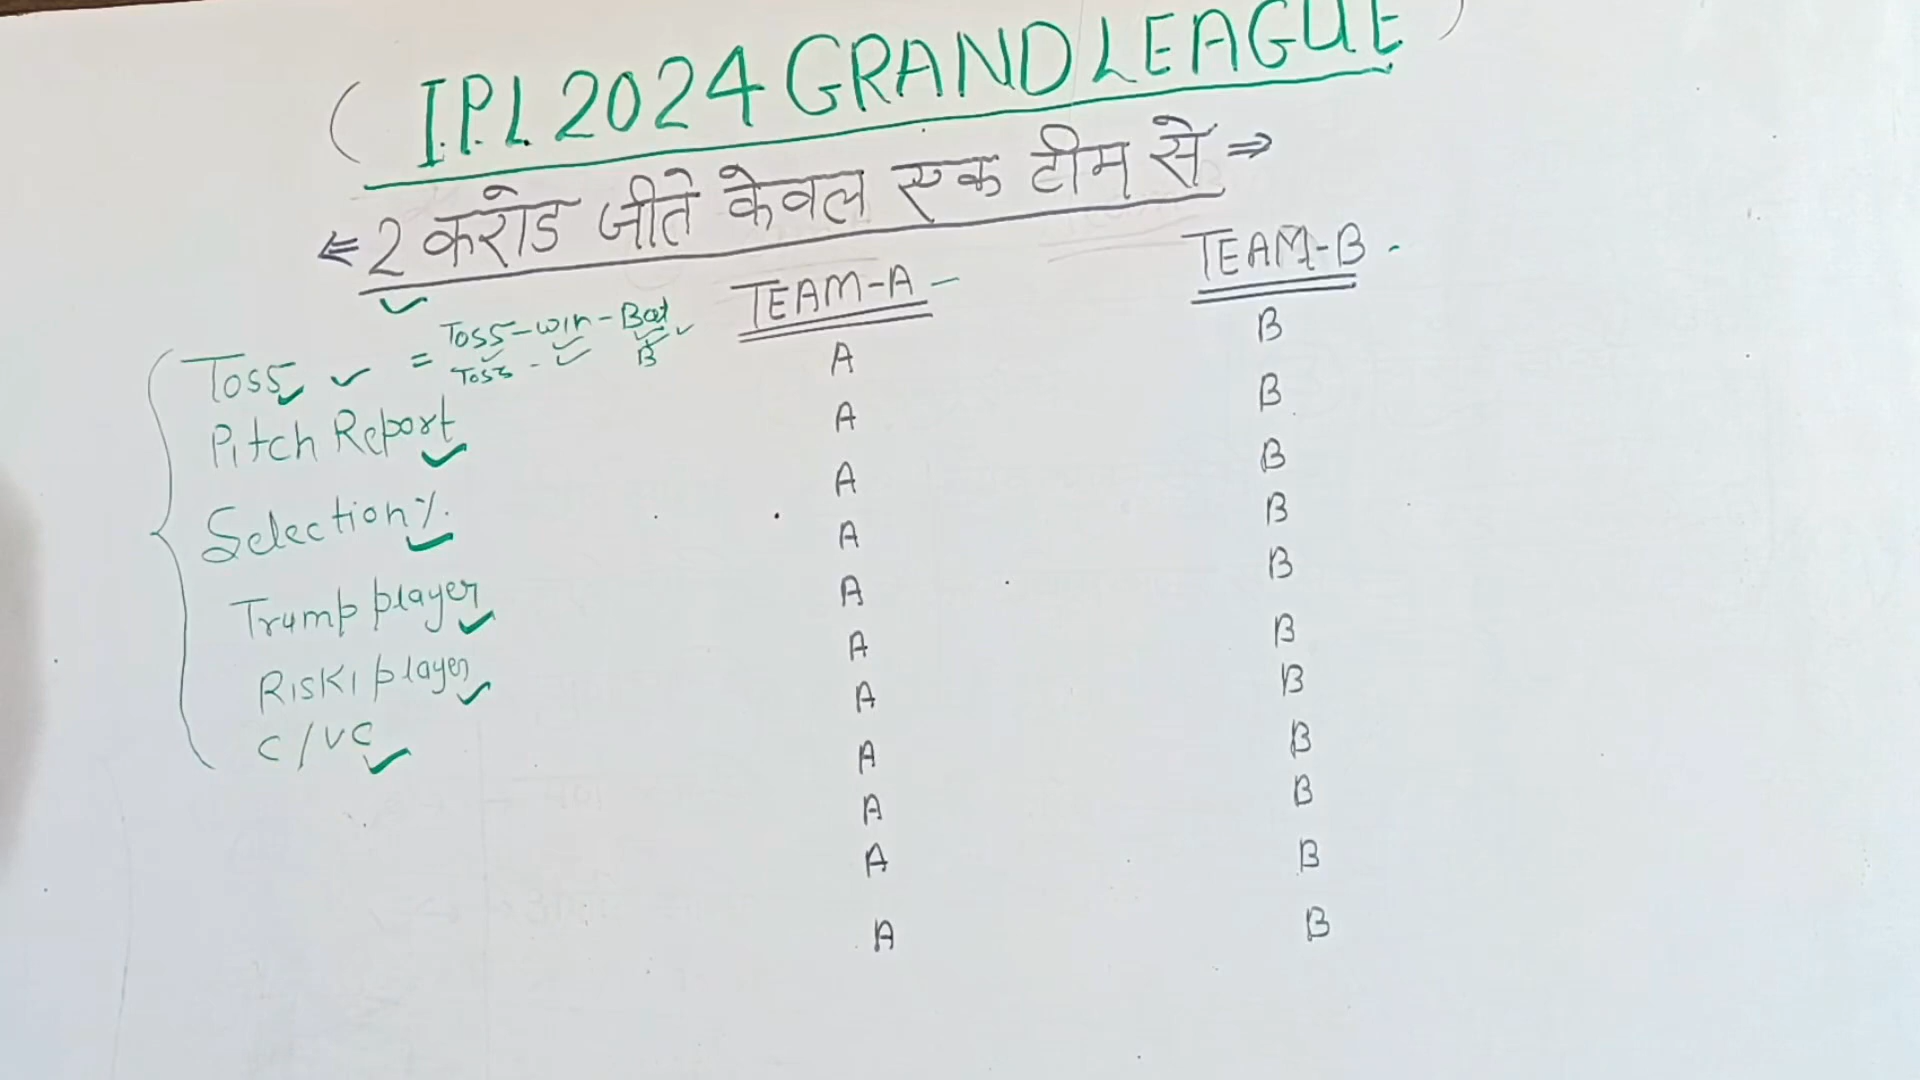 ( I.P.L 2024 GRAND LEAGUE )
⇐ 2 करोड जीते केवल एक टीम से ⇒
TEAM-A - TEAM-B -
Toss = Toss-win-Bat
Toss - B
Pitch Report
Selection %.
Trump player
Riski player
C/VC
A B
A B
A B
A B
A B
A B
A B
A B
A B
A B
A B